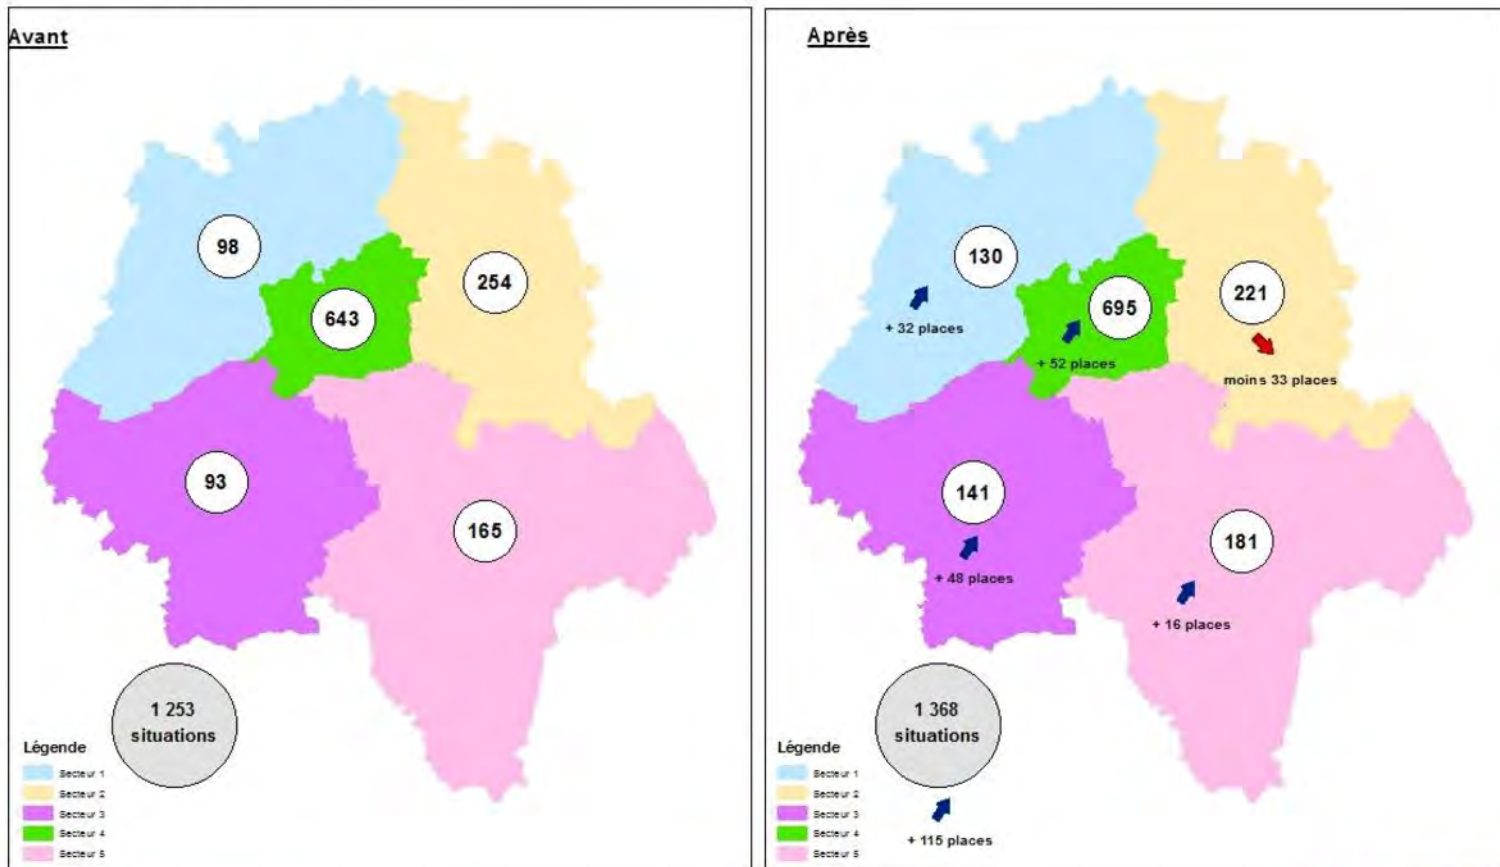 Avant
98
254
643
93
165
1 253
situations
Légende
Secteur 1
Secteur 2
Secteur 3
Secteur 4
Secteur 5
Après
130
+ 32 places
695
+ 52 places
221
moins 33 places
141
+ 48 places
181
+ 16 places
1 368
situations
+ 115 places
Légende
Secteur 1
Secteur 2
Secteur 3
Secteur 4
Secteur 5